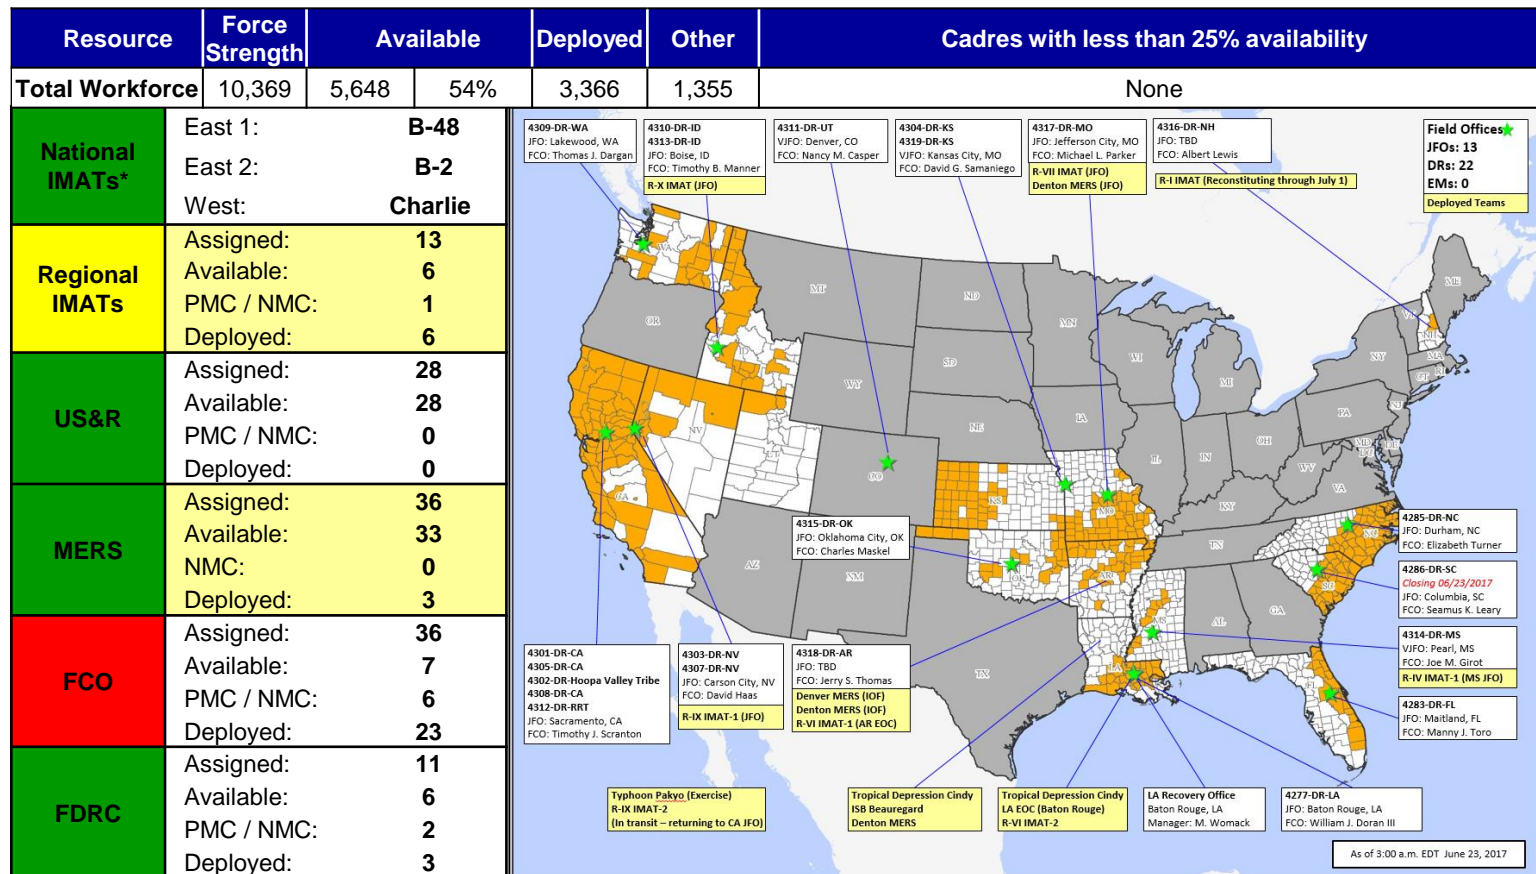 Resource
Force Strength
Available
Deployed
Other
Cadres with less than 25% availability
Total Workforce
10,369
5,648
54%
3,366
1,355
None
National IMATs*
East 1: B-48
East 2: B-2
West: Charlie
Regional IMATs
Assigned: 13
Available: 6
PMC / NMC: 1
Deployed: 6
US&R
Assigned: 28
Available: 28
PMC / NMC: 0
Deployed: 0
MERS
Assigned: 36
Available: 33
NMC: 0
Deployed: 3
FCO
Assigned: 36
Available: 7
PMC / NMC: 6
Deployed: 23
FDRC
Assigned: 11
Available: 6
PMC / NMC: 2
Deployed: 3
4309-DR-WA
JFO: Lakewood, WA
FCO: Thomas J. Dargan
4310-DR-ID
4313-DR-ID
JFO: Boise, ID
FCO: Timothy B. Manner
R-X IMAT (JFO)
4311-DR-UT
VJFO: Denver, CO
FCO: Nancy M. Casper
4304-DR-KS
4319-DR-KS
VJFO: Kansas City, MO
FCO: David G. Samaniego
4317-DR-MO
JFO: Jefferson City, MO
FCO: Michael L. Parker
R-VII IMAT (JFO)
Denton MERS (JFO)
4316-DR-NH
JFO: TBD
FCO: Albert Lewis
R-I IMAT (Reconstituting through July 1)
Field Offices
JFOs: 13
DRs: 22
EMs: 0
Deployed Teams
WA
MT
ND
MN
ME
VT
NH
OR
ID
SD
WI
MI
NY
MA
CT
RI
WY
IA
PA
NJ
NV
UT
NE
IL
IN
OH
MD
DE
DC
CA
CO
KS
MO
WV
VA
KY
AZ
NM
OK
AR
TN
NC
SC
TX
LA
MS
AL
GA
FL
4315-DR-OK
JFO: Oklahoma City, OK
FCO: Charles Maskel
4285-DR-NC
JFO: Durham, NC
FCO: Elizabeth Turner
4286-DR-SC
Closing 06/23/2017
JFO: Columbia, SC
FCO: Seamus K. Leary
4314-DR-MS
VJFO: Pearl, MS
FCO: Joe M. Girot
R-IV IMAT-1 (MS JFO)
4283-DR-FL
JFO: Maitland, FL
FCO: Manny J. Toro
4301-DR-CA
4305-DR-CA
4302-DR-Hoopa Valley Tribe
4308-DR-CA
4312-DR-RRT
JFO: Sacramento, CA
FCO: Timothy J. Scranton
4303-DR-NV
4307-DR-NV
JFO: Carson City, NV
FCO: David Haas
R-IX IMAT-1 (JFO)
4318-DR-AR
JFO: TBD
FCO: Jerry S. Thomas
Denver MERS (IOF)
Denton MERS (IOF)
R-VI IMAT-1 (AR EOC)
Typhoon Pakyo (Exercise)
R-IX IMAT-2
(In transit – returning to CA JFO)
Tropical Depression Cindy
ISB Beauregard
Denton MERS
Tropical Depression Cindy
LA EOC (Baton Rouge)
R-VI IMAT-2
LA Recovery Office
Baton Rouge, LA
Manager: M. Womack
4277-DR-LA
JFO: Baton Rouge, LA
FCO: William J. Doran III
As of 3:00 a.m. EDT June 23, 2017